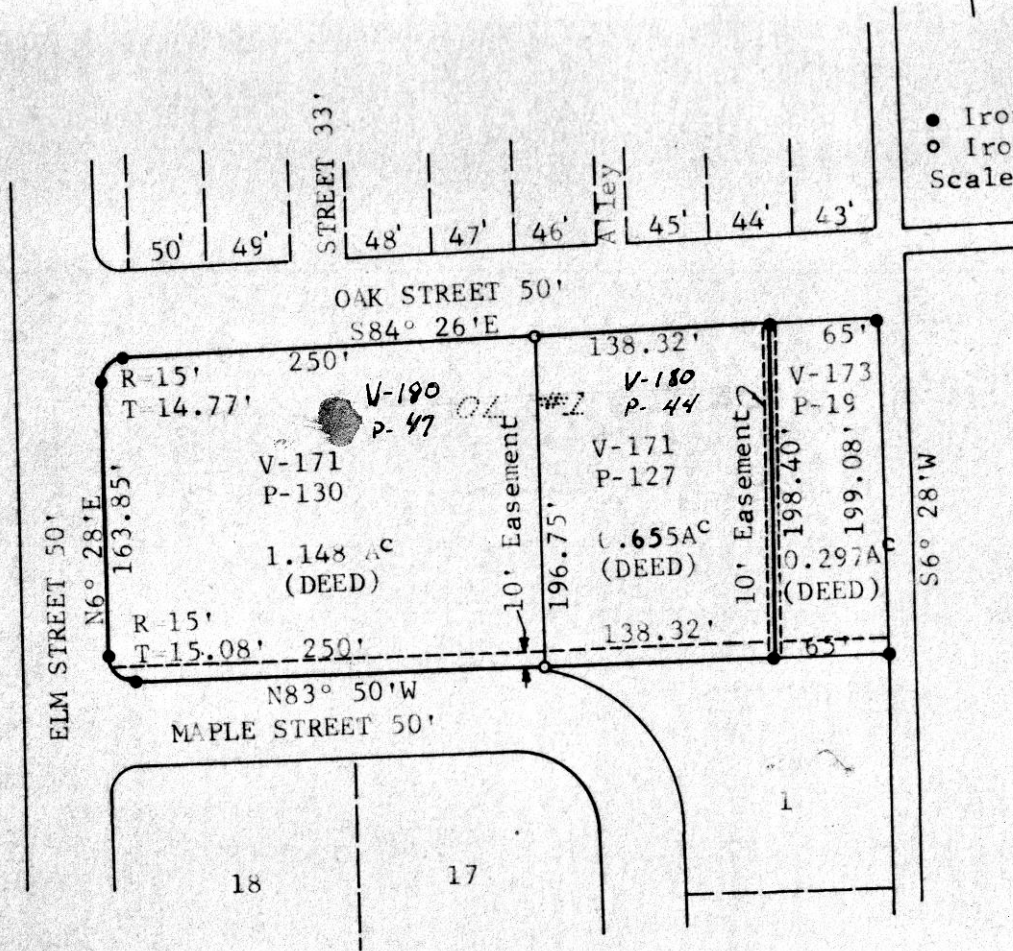 ● Iro
○ Iro
Scale
STREET 33'
Alley
50'
49'
48'
47'
46'
45'
44'
43'
OAK STREET 50'
S84° 26'E
250'
138.32'
65'
R=15'
T=14.77'
V-190
P-47
#1
V-180
P-44
V-173
P-19
V-171
P-130
V-171
P-127
ELM STREET 50'
N6° 28'E
163.85'
1.148 Aᶜ
(DEED)
10' Easement
196.75'
.655Aᶜ
(DEED)
10' Easement
198.40'
199.08'
0.297Aᶜ
(DEED)
S6° 28'W
R=15'
T=15.08'
250'
138.32'
65'
N83° 50'W
MAPLE STREET 50'
18
17
1